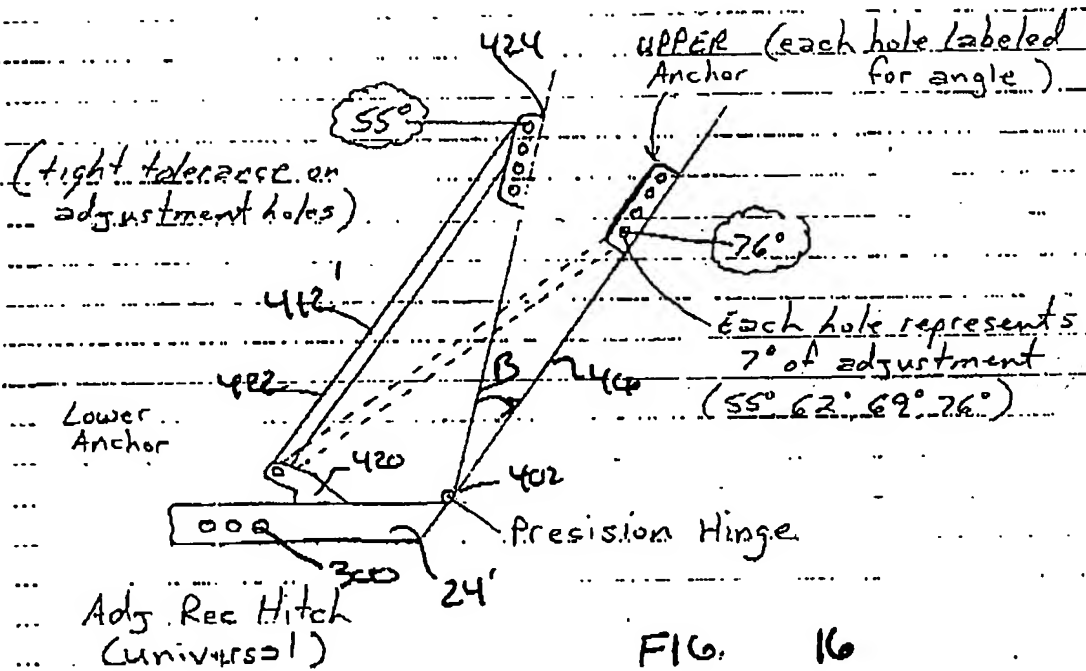 424
UPPER (each hole labeled
Anchor for angle)
55°
(tight tolerance on
adjustment holes)
76°
412'
Each hole represents
7° of adjustment
(55° 62° 69° 76°)
422
B
Lower
Anchor
420
402
Presision Hinge
300
24'
Adj. Rec Hitch
(universal)
FIG. 16